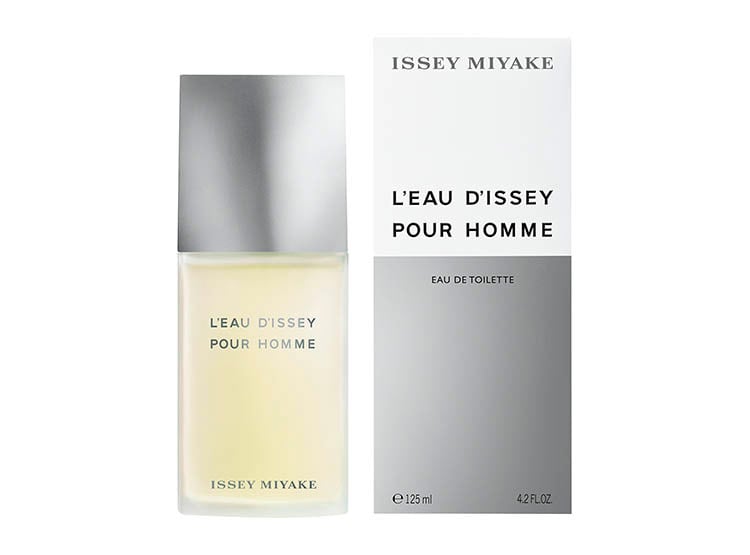 L'EAU D'ISSEY
POUR HOMME
ISSEY MIYAKE
ISSEY MIYAKE
L'EAU D'ISSEY
POUR HOMME
EAU DE TOILETTE
℮ 125 ml 4.2 FL.OZ.